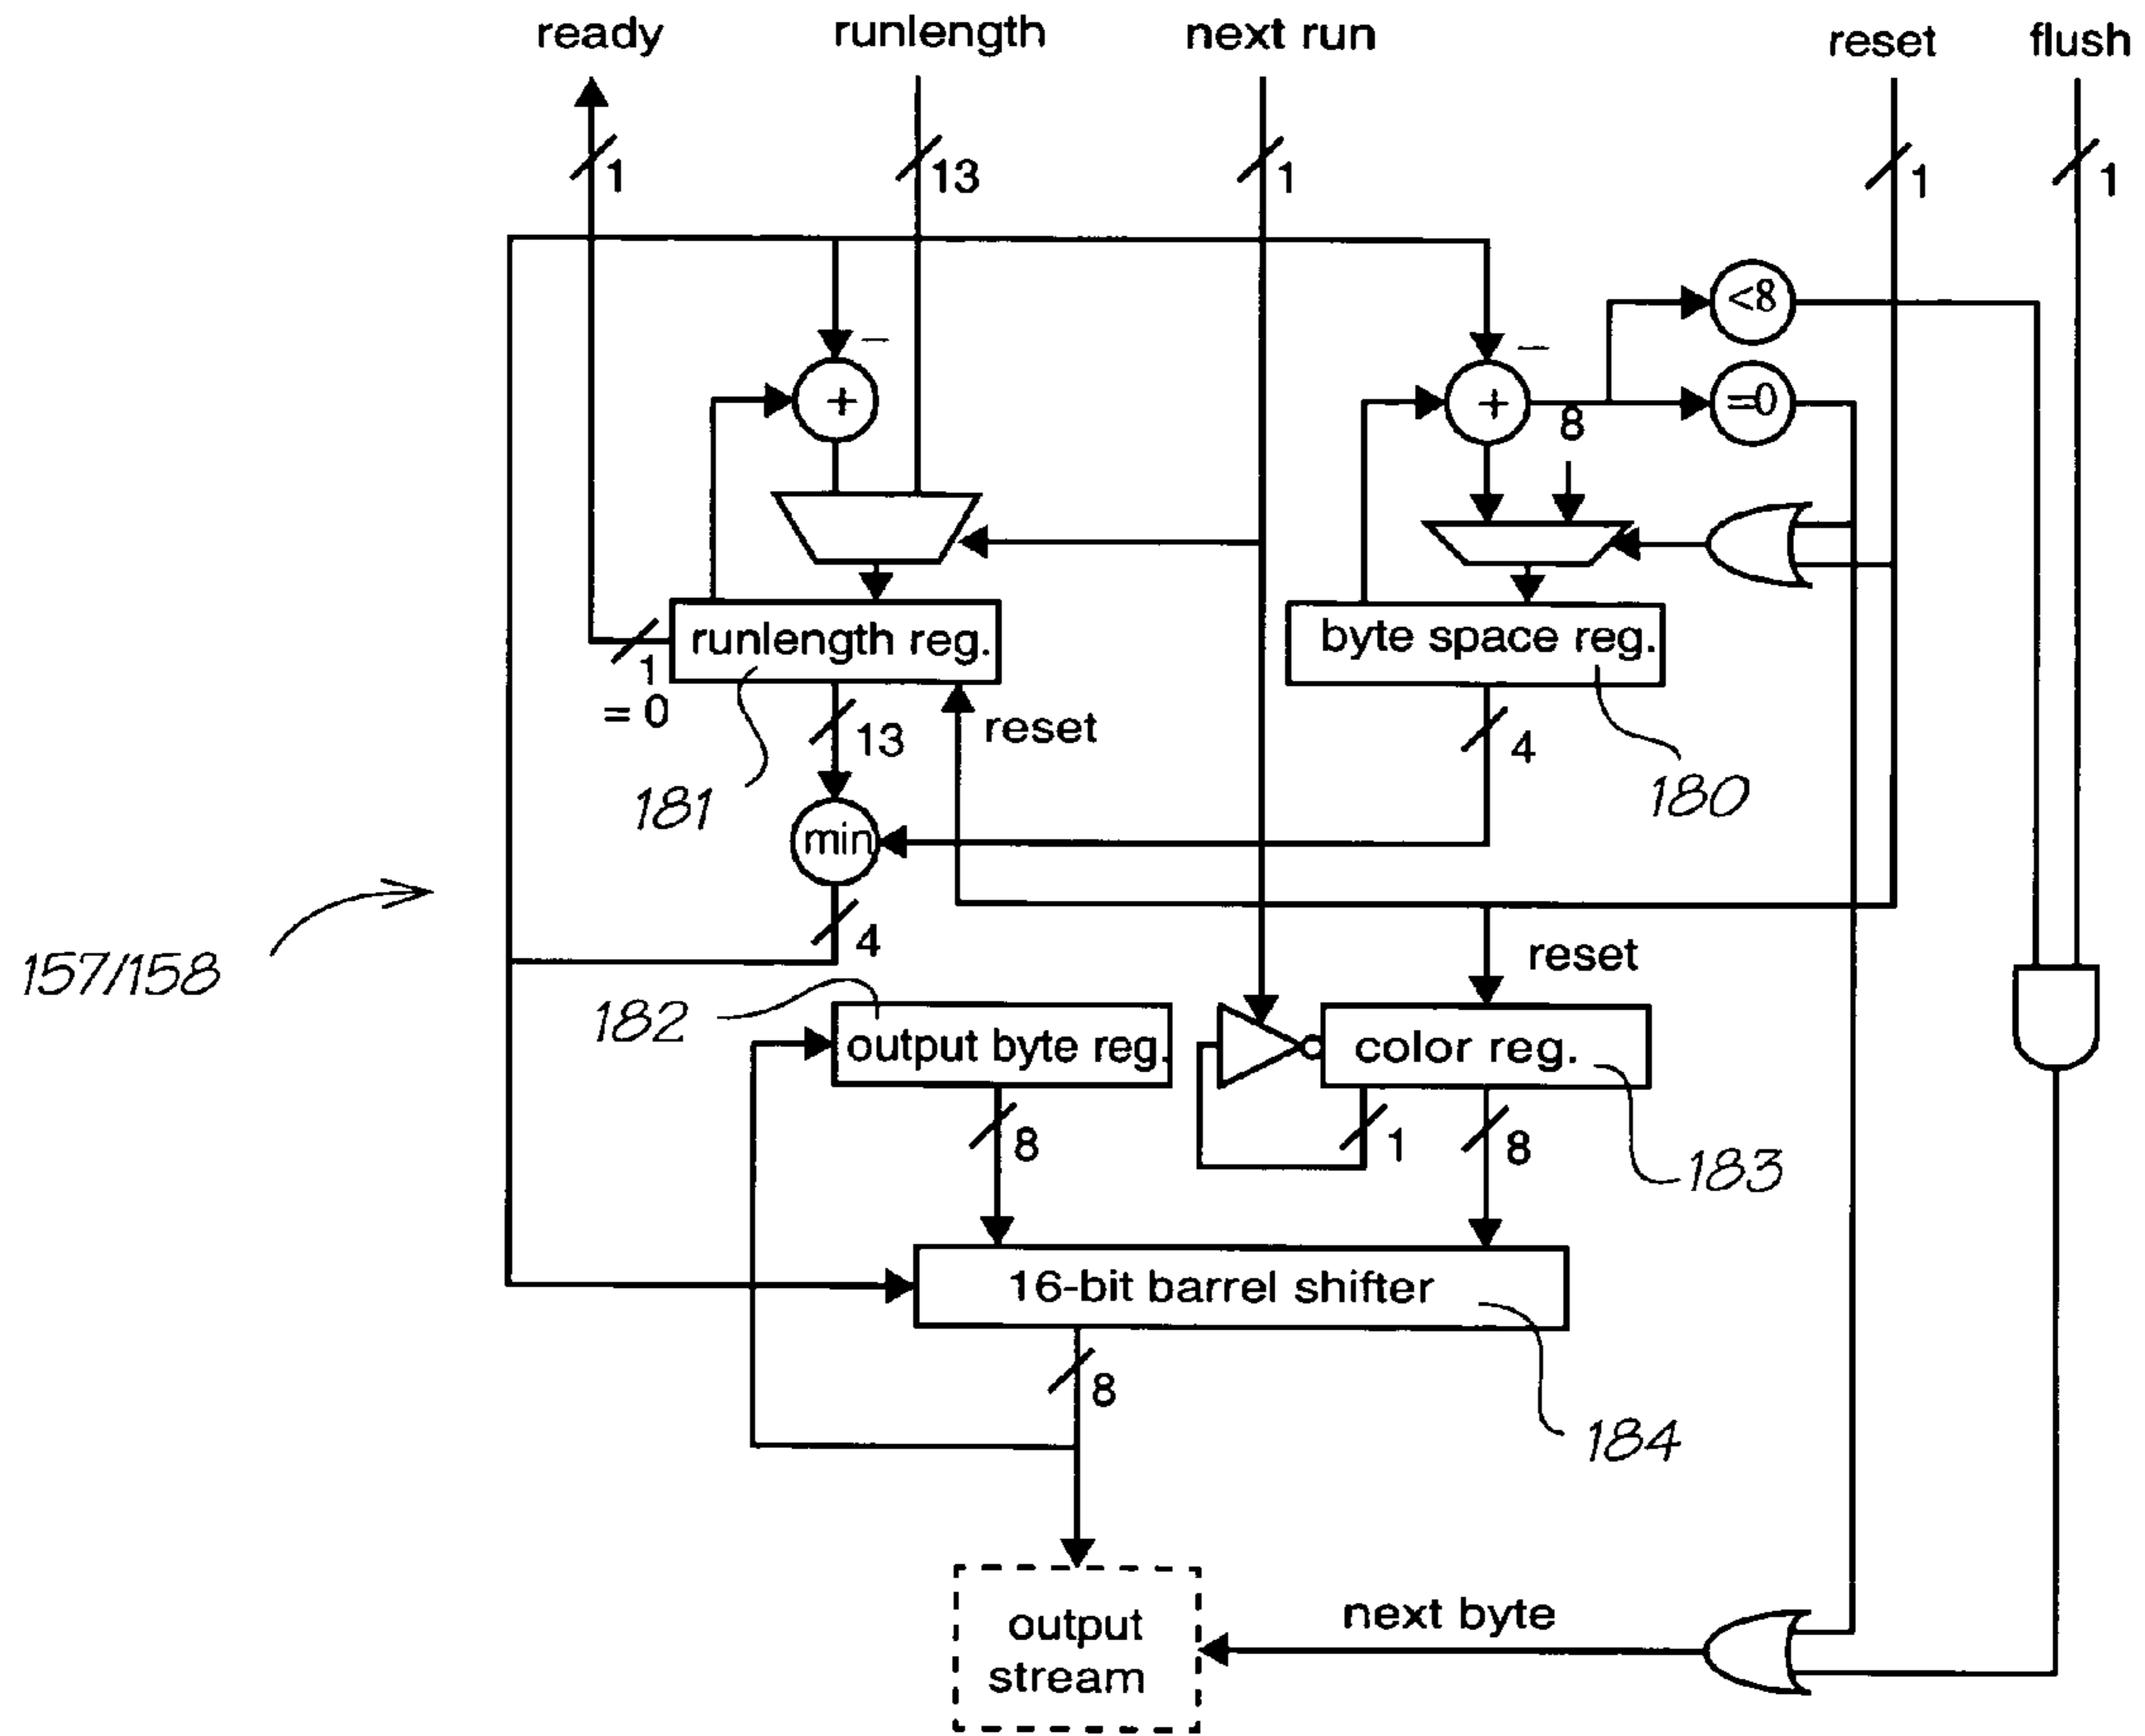 ready
runlength
next run
reset
flush
1
13
1
1
1
<8
–
–
+
+
8
=0
runlength reg.
byte space reg.
1
= 0
13
reset
4
181
180
min
4
reset
157/158
182
output byte reg.
color reg.
8
1
8
183
16-bit barrel shifter
8
184
next byte
output
stream